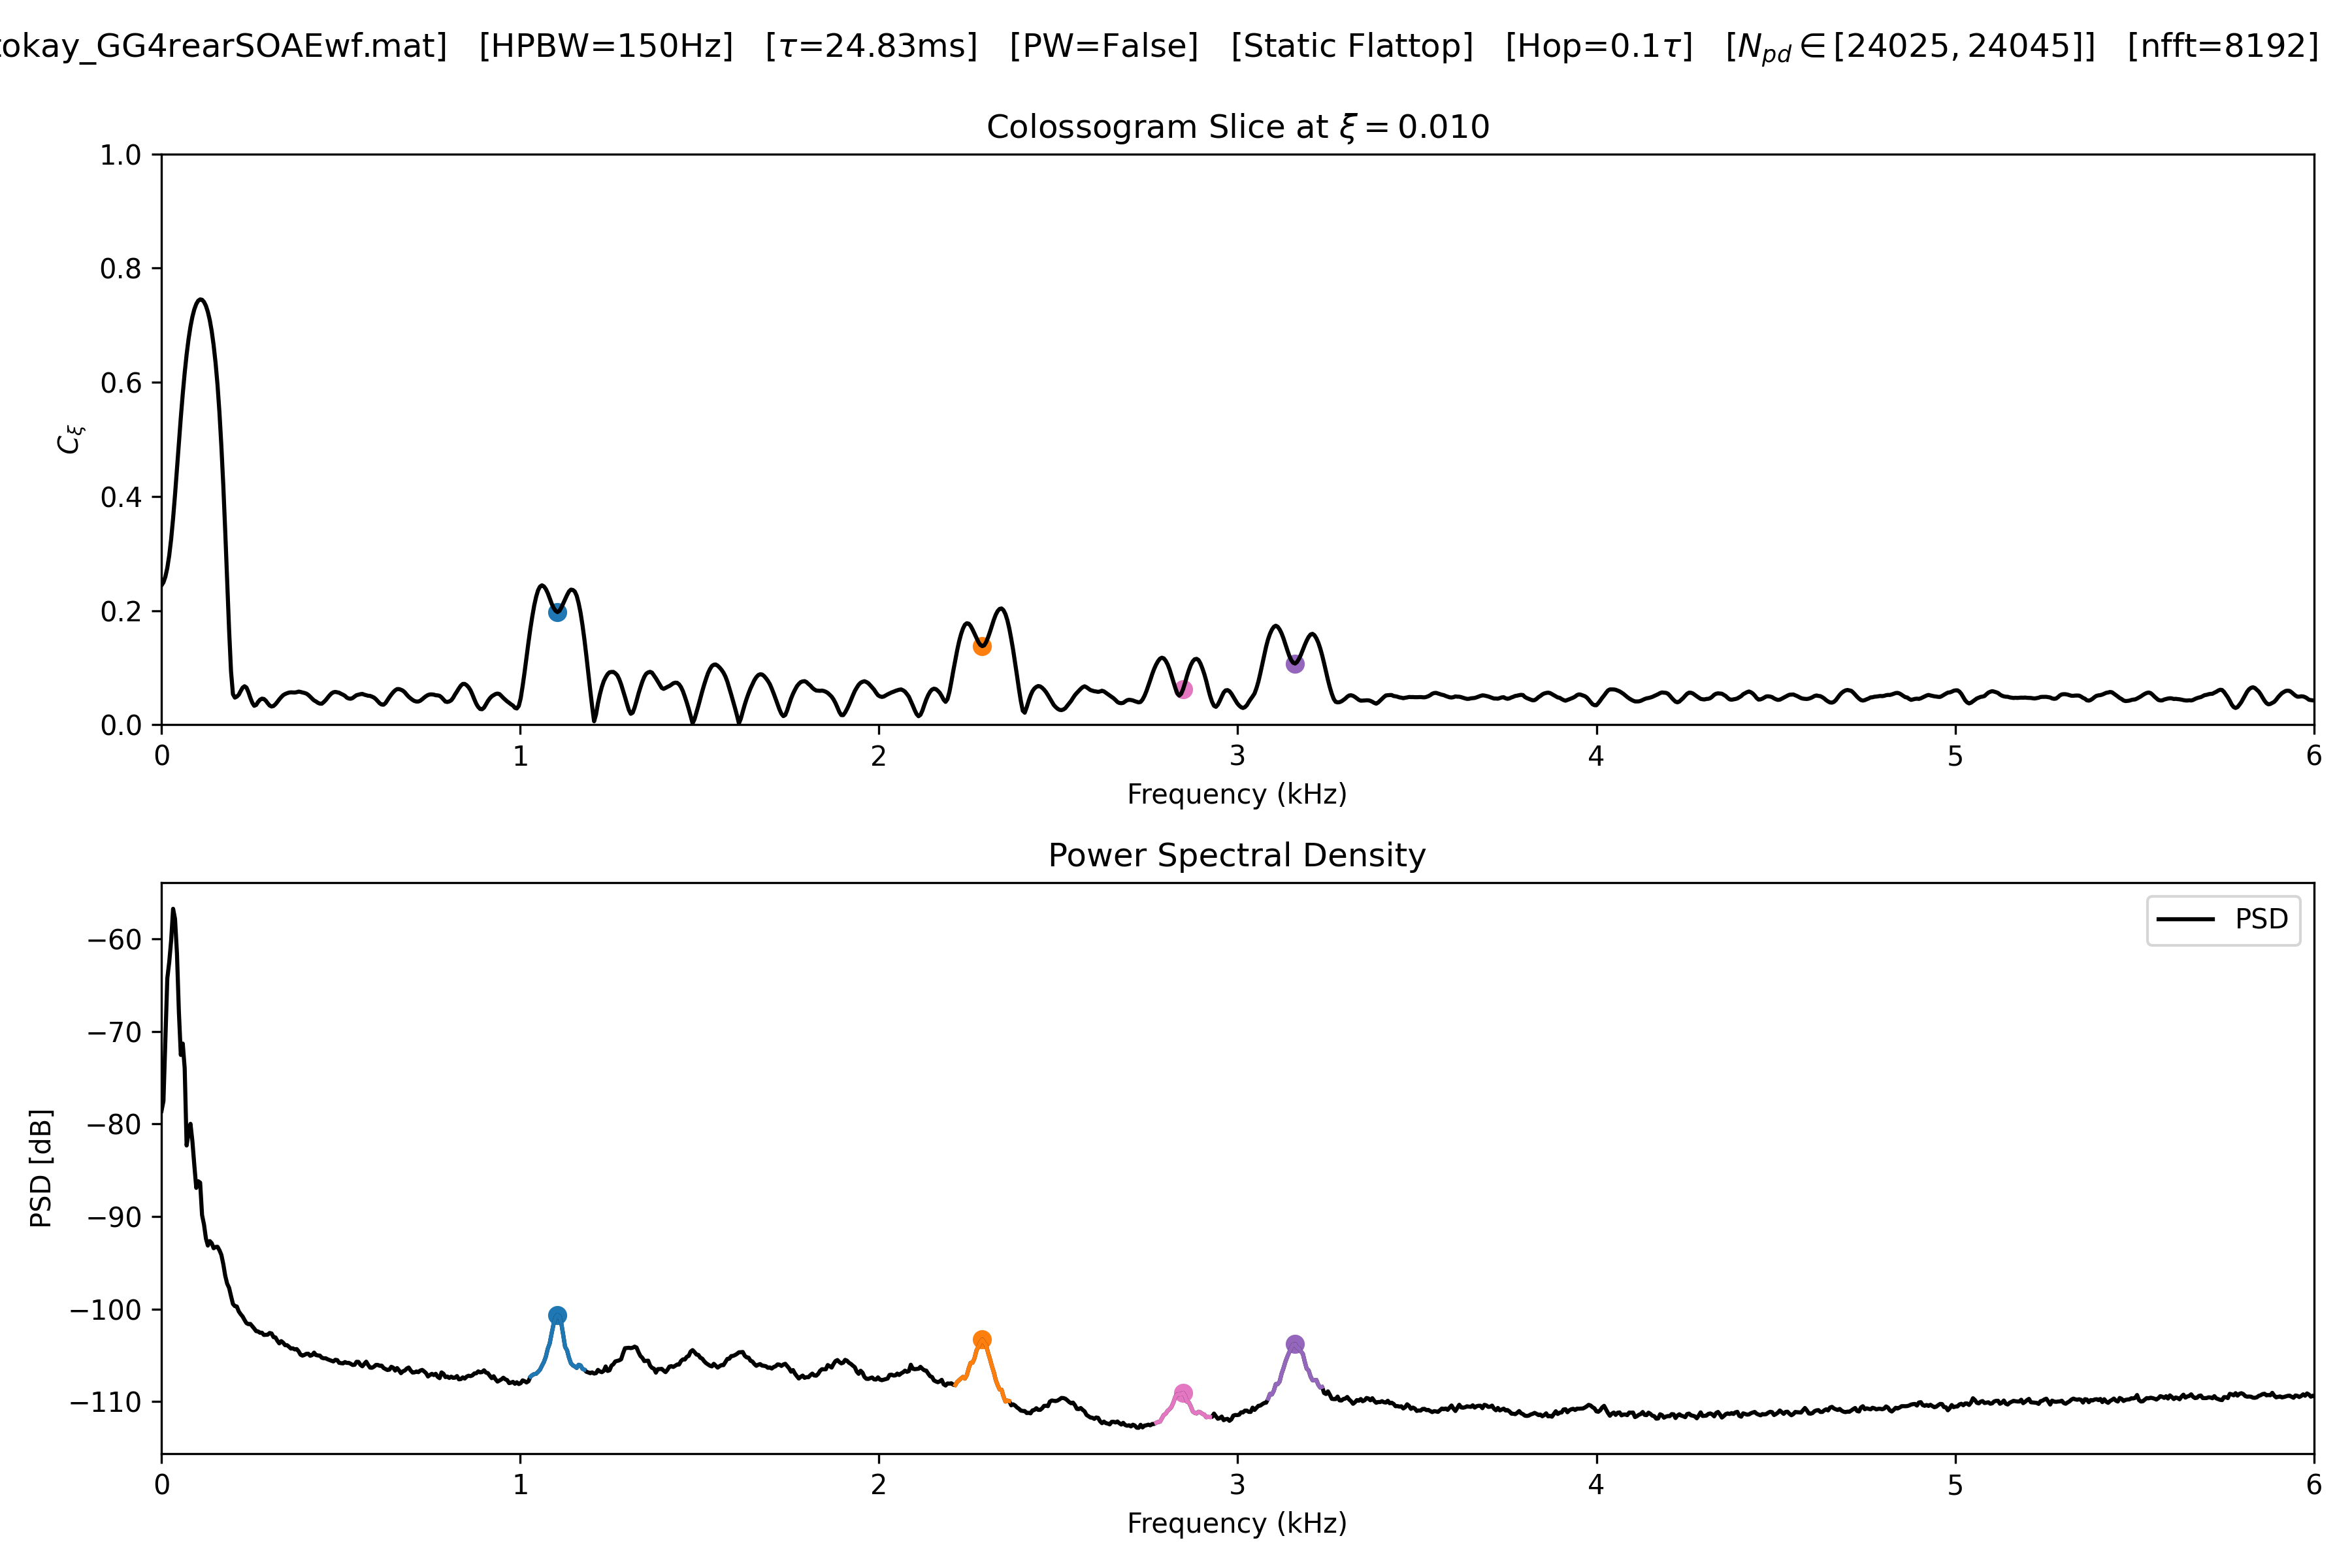 okay_GG4rearSOAEwf.mat] [HPBW=150Hz] [τ=24.83ms] [PW=False] [Static Flattop] [Hop=0.1τ] [N_pd ∈ [24025, 24045]] [nfft=8192]
Colossogram Slice at ξ = 0.010
1.0
0.8
0.6
0.4
0.2
0.0
C_ξ
0 1 2 3 4 5 6
Frequency (kHz)
Power Spectral Density
PSD
−60
−70
−80
−90
−100
−110
PSD [dB]
0 1 2 3 4 5 6
Frequency (kHz)